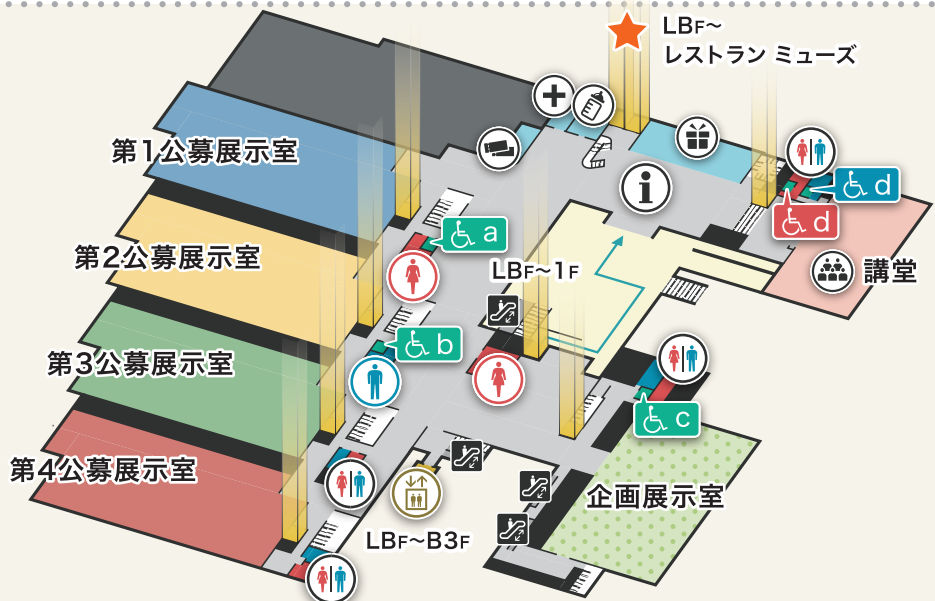 LBF～
レストラン ミューズ
第1公募展示室
d
d
a
第2公募展示室
LBF～1F
講堂
b
第3公募展示室
c
第4公募展示室
企画展示室
LBF～B3F